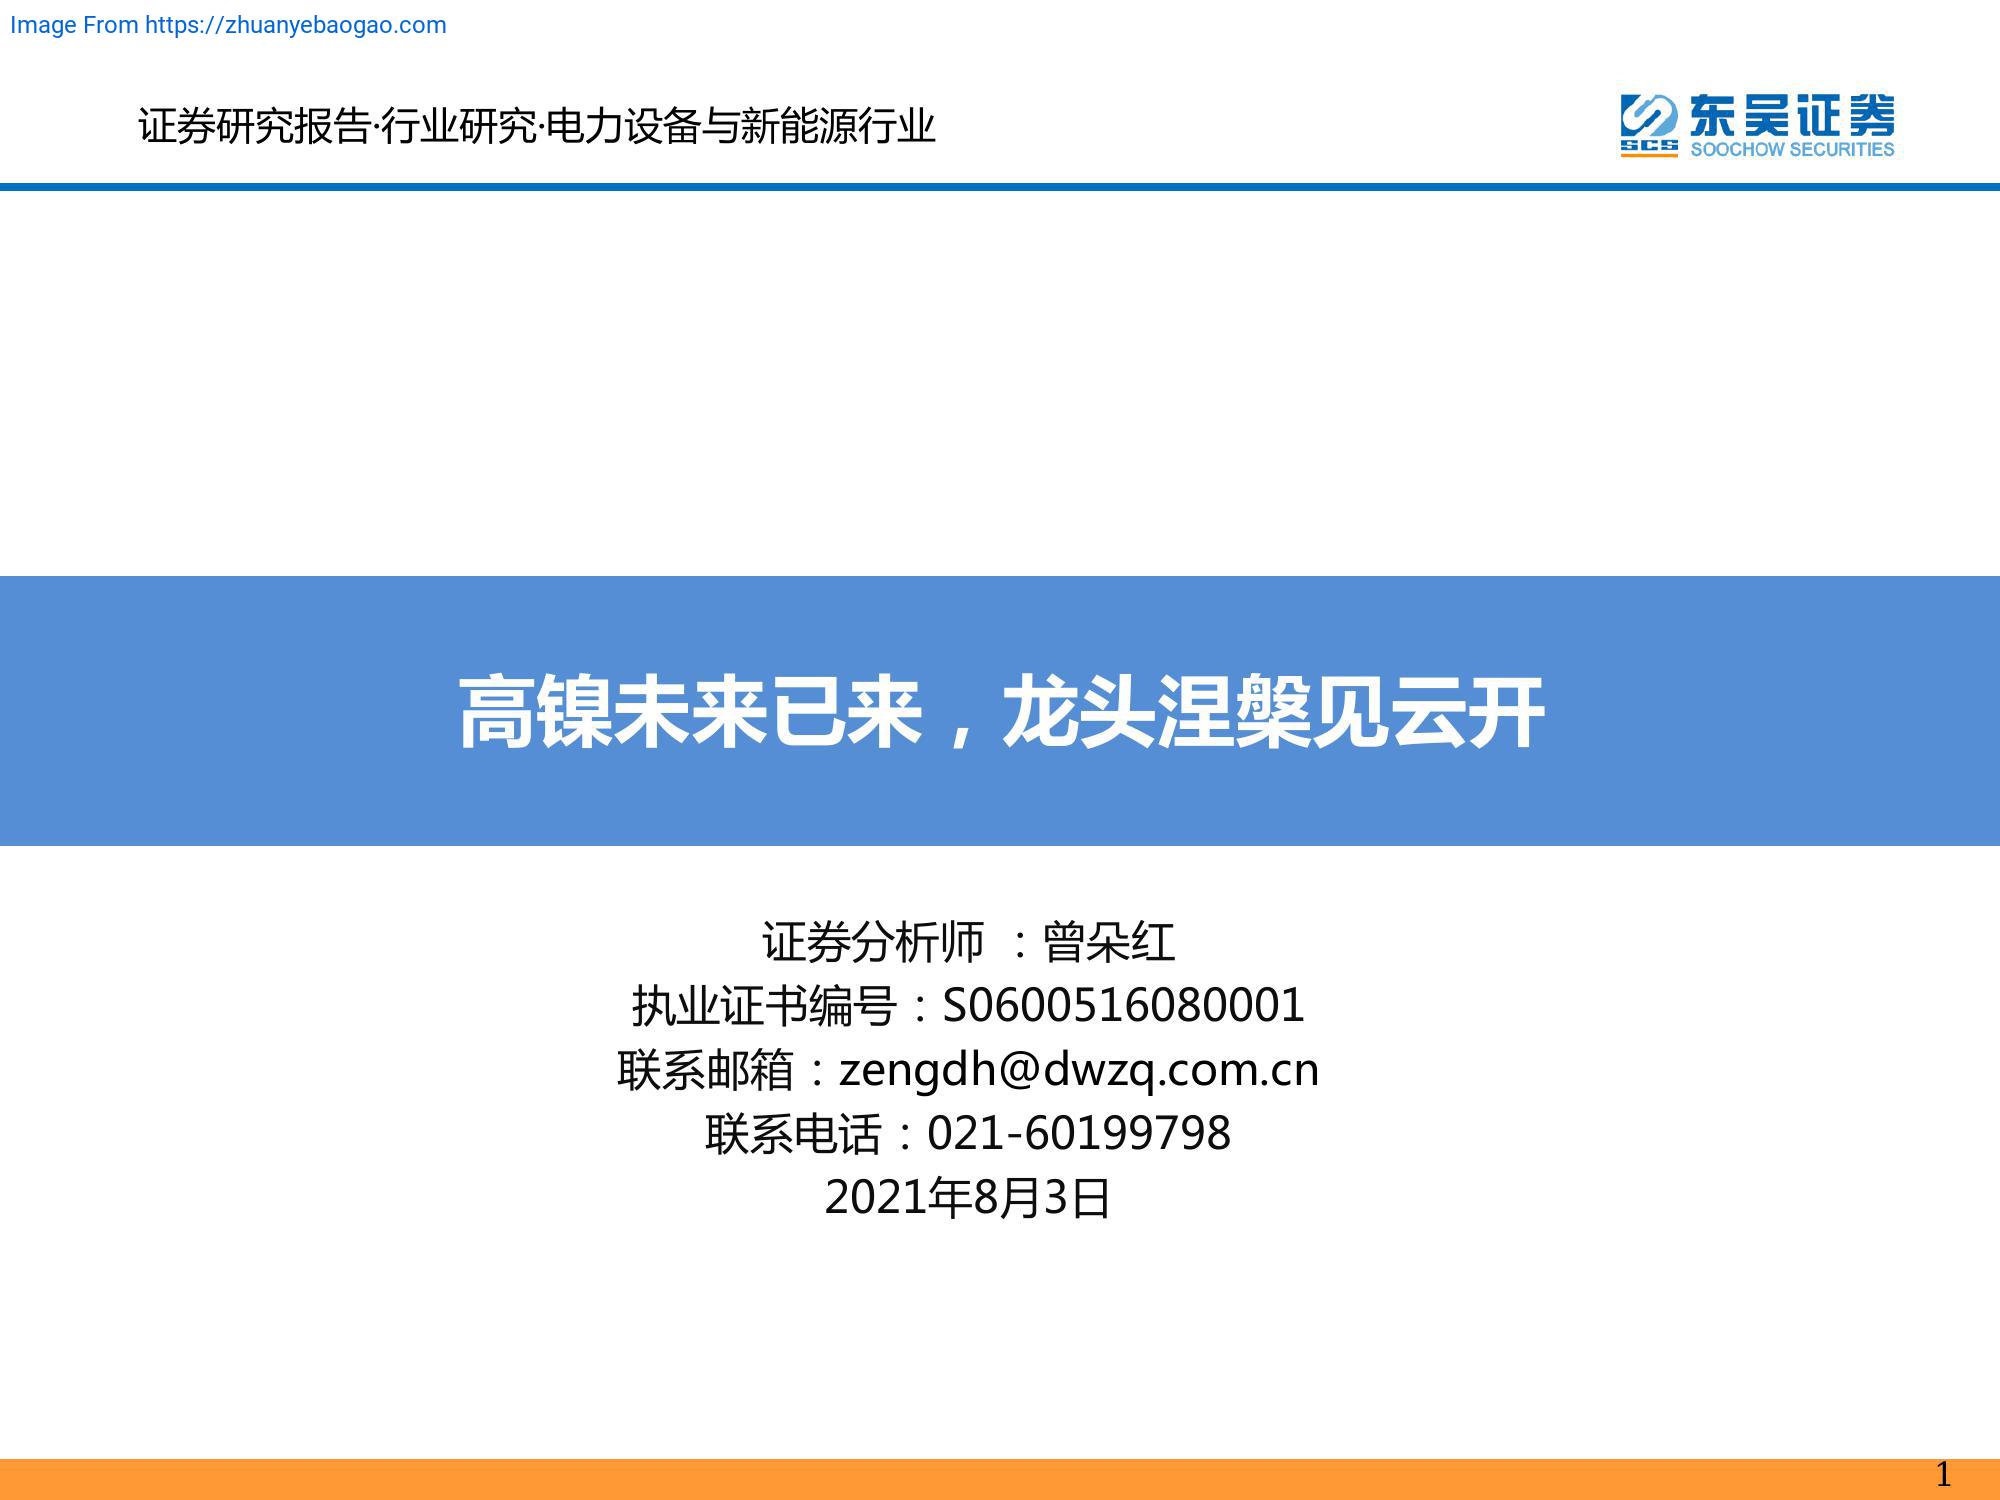 Image From https://zhuanyebaogao.com
证券研究报告·行业研究·电力设备与新能源行业
东吴证券
SCS
SOOCHOW SECURITIES
高镍未来已来，龙头涅槃见云开
证券分析师 ：曾朵红
执业证书编号：S0600516080001
联系邮箱：zengdh@dwzq.com.cn
联系电话：021-60199798
2021年8月3日
1